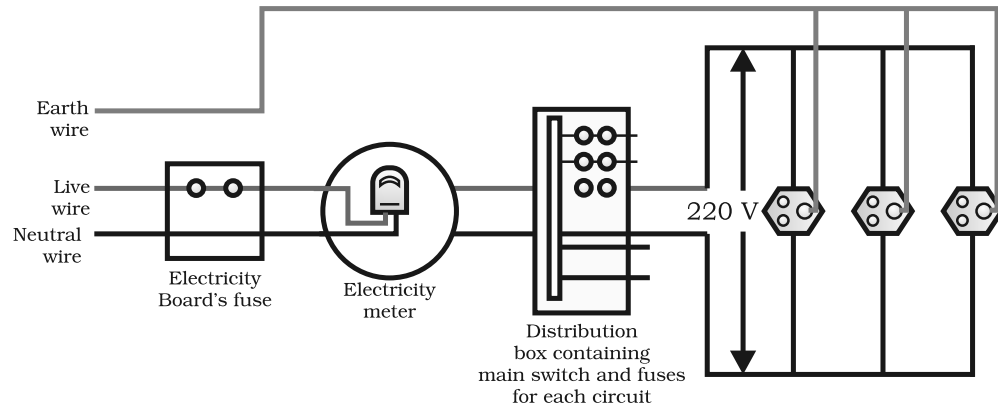 Earth
wire
Live
wire
Neutral
wire
Electricity
Board's fuse
Electricity
meter
Distribution
box containing
main switch and fuses
for each circuit
220 V